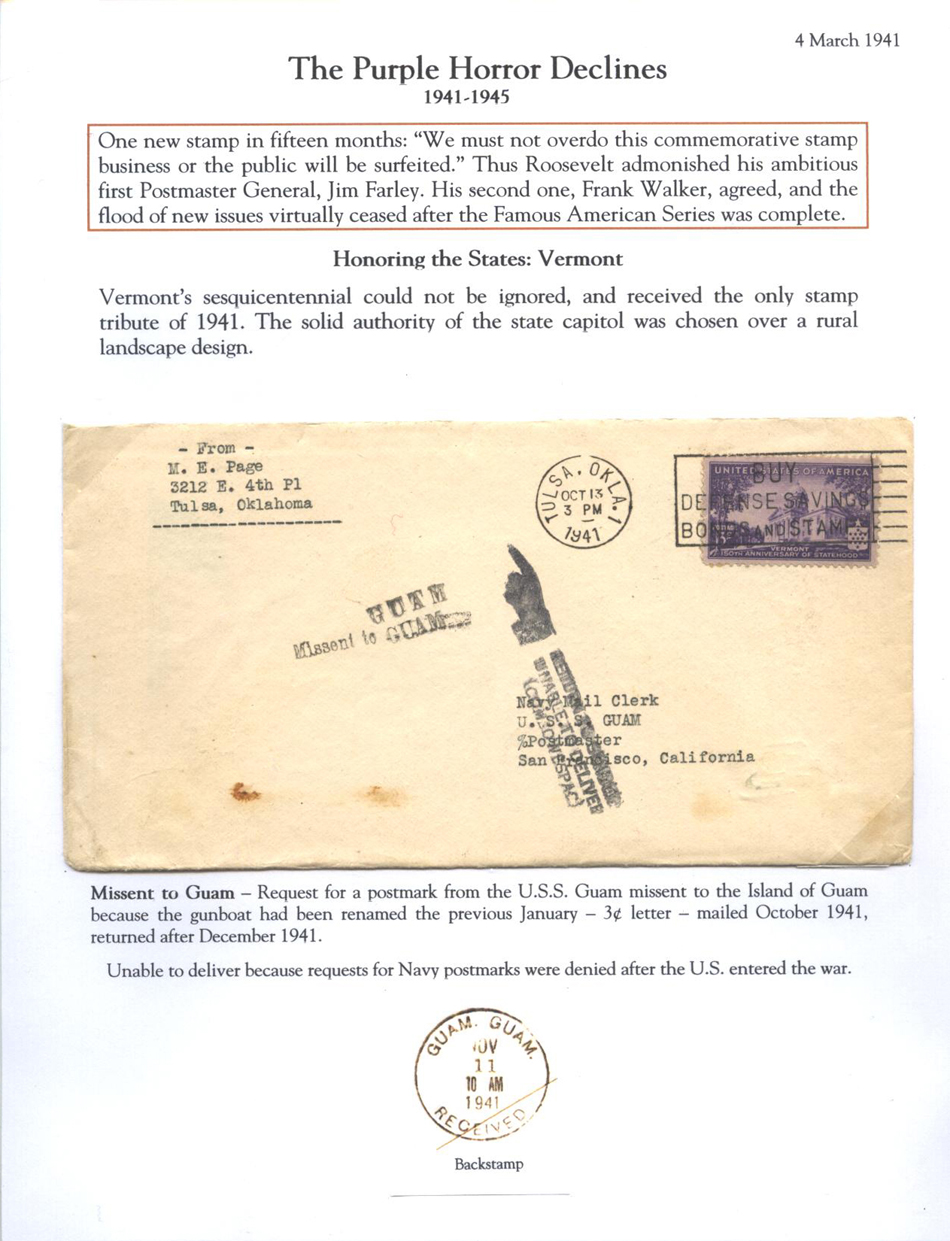 4 March 1941
The Purple Horror Declines
1941-1945
One new stamp in fifteen months: “We must not overdo this commemorative stamp
business or the public will be surfeited.” Thus Roosevelt admonished his ambitious
first Postmaster General, Jim Farley. His second one, Frank Walker, agreed, and the
flood of new issues virtually ceased after the Famous American Series was complete.
Honoring the States: Vermont
Vermont’s sesquicentennial could not be ignored, and received the only stamp
tribute of 1941. The solid authority of the state capitol was chosen over a rural
landscape design.
- From -
M. E. Page
3212 E. 4th Pl
Tulsa, Oklahoma
TULSA, OKLA. 1
OCT 13
3 PM
1941
BUY
DEFENSE SAVINGS
BONDS AND STAMPS
UNITED STATES OF AMERICA
VERMONT
150TH ANNIVERSARY OF STATEHOOD
GUAM
Missent to GUAM
UNABLE TO DELIVER
Navy Mail Clerk
U. S. S. GUAM
%Postmaster
San Francisco, California
Missent to Guam – Request for a postmark from the U.S.S. Guam missent to the Island of Guam
because the gunboat had been renamed the previous January – 3¢ letter – mailed October 1941,
returned after December 1941.
Unable to deliver because requests for Navy postmarks were denied after the U.S. entered the war.
GUAM. GUAM.
NOV
11
10 AM
1941
RECEIVED
Backstamp